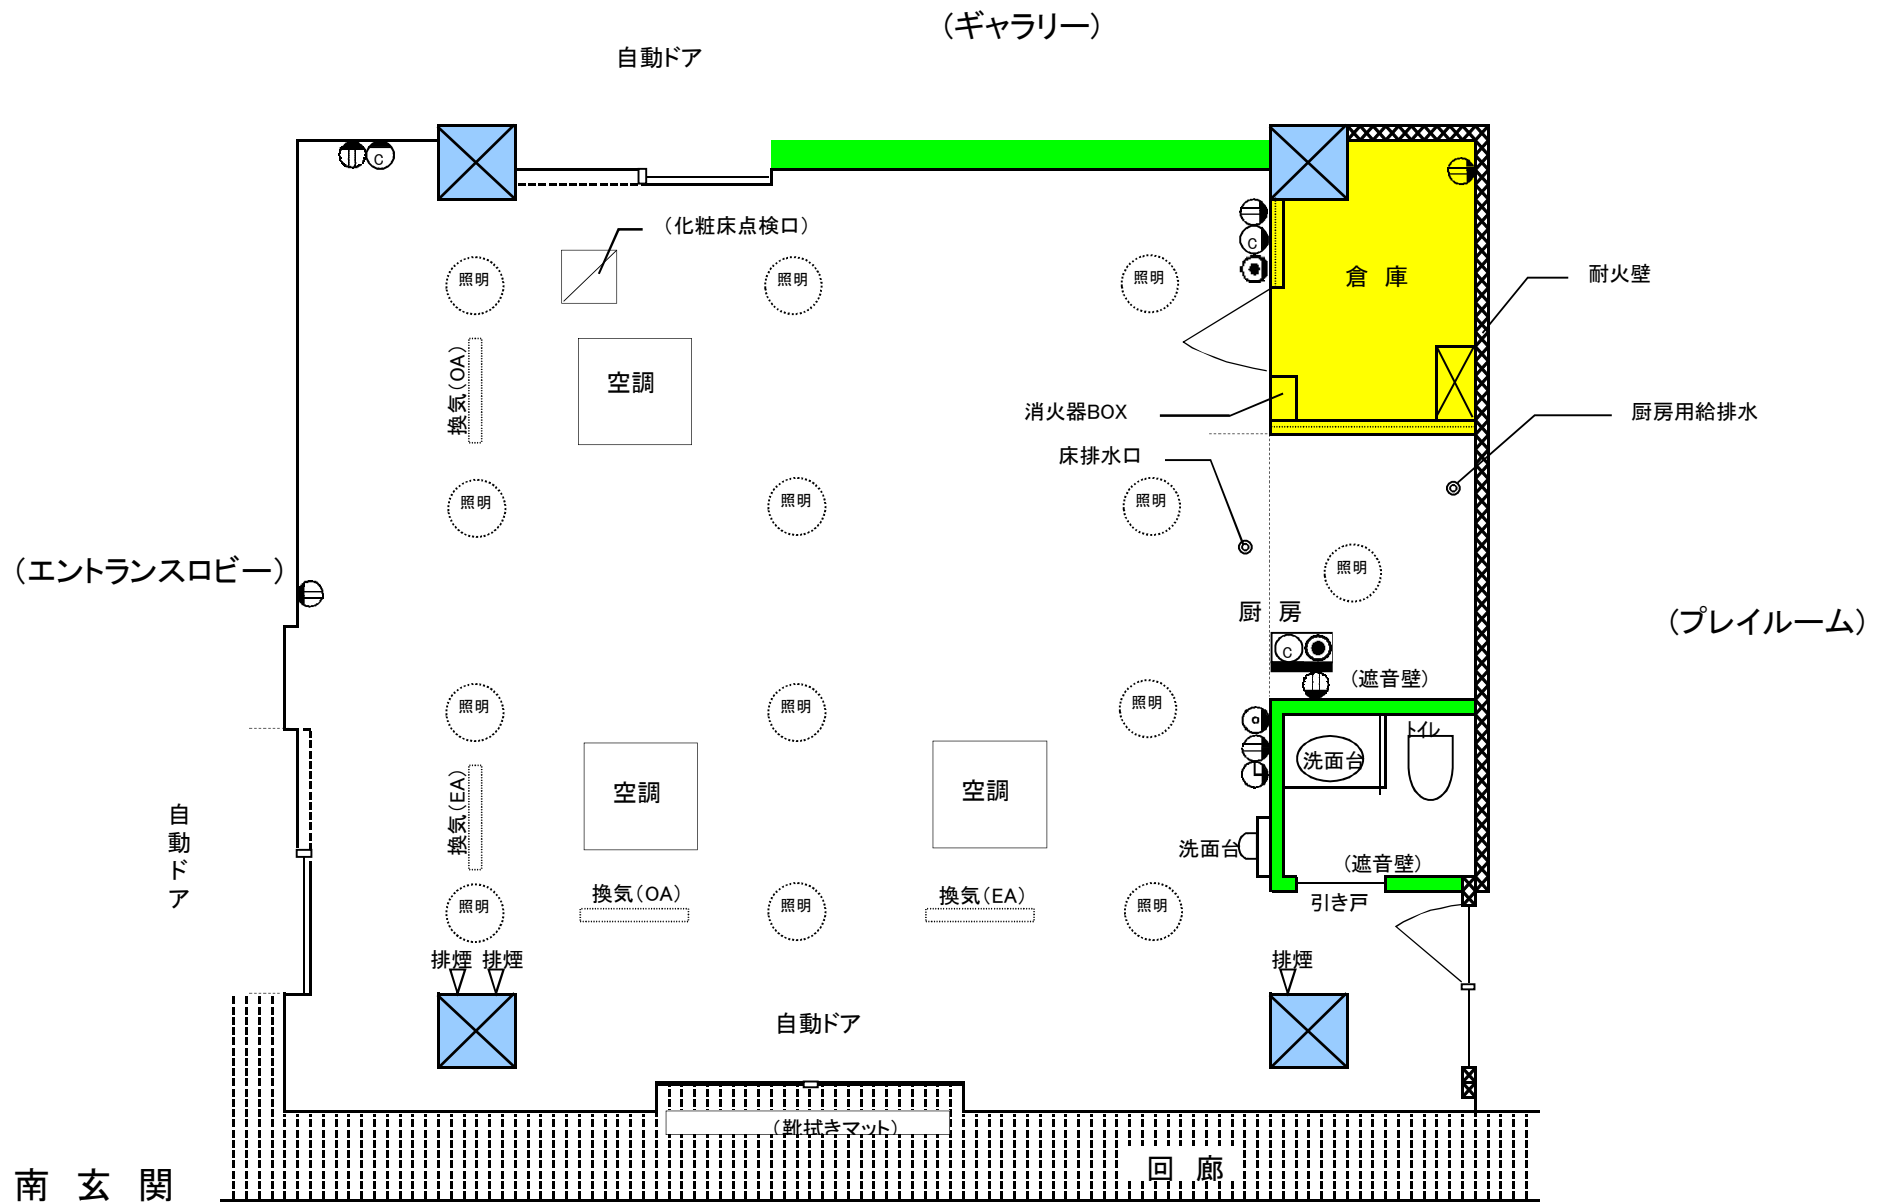 （ギャラリー）
自動ドア
C
（化粧床点検口）
C
照明
照明
照明
倉 庫
耐火壁
換気（OA）
空調
消火器BOX
厨房用給排水
床排水口
照明
照明
照明
（エントランスロビー）
照明
厨 房
（プレイルーム）
C
（遮音壁）
照明
照明
照明
トイレ
洗面台
換気（EA）
空調
空調
自動ドア
洗面台
（遮音壁）
換気（OA）
換気（EA）
引き戸
照明
照明
照明
排煙
排煙
排煙
自動ドア
（靴拭きマット）
回 廊
南 玄 関